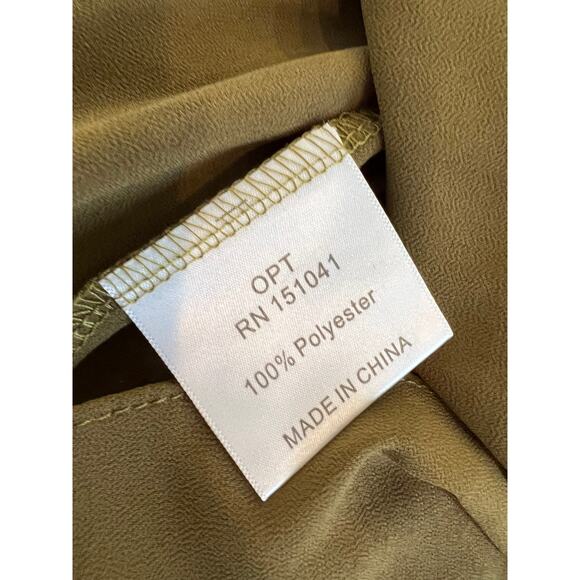 OPT
RN 151041
100% Polyester
MADE IN CHINA